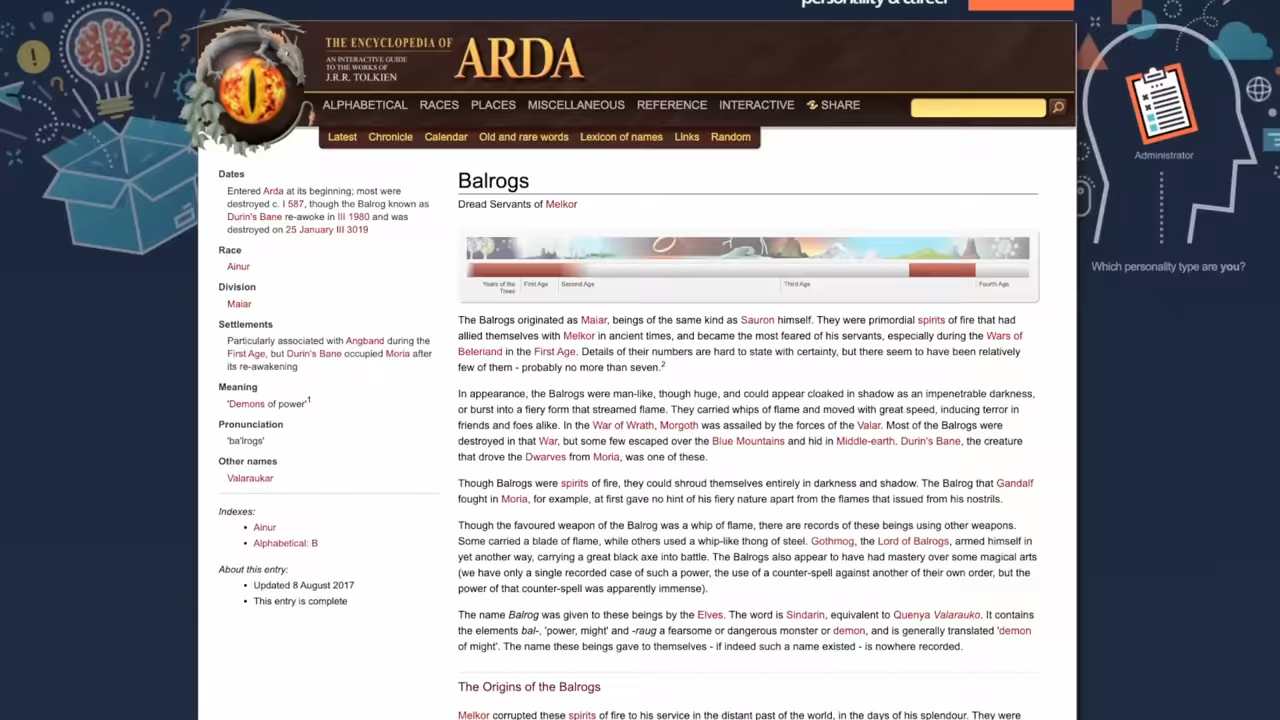 personality & career
THE ENCYCLOPEDIA OF
AN INTERACTIVE GUIDE
TO THE WORKS OF
J.R.R. TOLKIEN
ARDA
ALPHABETICAL RACES PLACES MISCELLANEOUS REFERENCE INTERACTIVE SHARE
Latest Chronicle Calendar Old and rare words Lexicon of names Links Random
Dates
Entered Arda at its beginning; most were
destroyed c. I 587, though the Balrog known as
Durin's Bane re-awoke in III 1980 and was
destroyed on 25 January III 3019
Race
Ainur
Division
Maiar
Settlements
Particularly associated with Angband during the
First Age, but Durin's Bane occupied Moria after
its re-awakening
Meaning
'Demons of power'1
Pronunciation
'ba'lrogs'
Other names
Valaraukar
Indexes:
• Ainur
• Alphabetical: B
About this entry:
• Updated 8 August 2017
• This entry is complete
Balrogs
Dread Servants of Melkor
Years of the
Trees
First Age
Second Age
Third Age
Fourth Age
The Balrogs originated as Maiar, beings of the same kind as Sauron himself. They were primordial spirits of fire that had
allied themselves with Melkor in ancient times, and became the most feared of his servants, especially during the Wars of
Beleriand in the First Age. Details of their numbers are hard to state with certainty, but there seem to have been relatively
few of them - probably no more than seven.2
In appearance, the Balrogs were man-like, though huge, and could appear cloaked in shadow as an impenetrable darkness,
or burst into a fiery form that streamed flame. They carried whips of flame and moved with great speed, inducing terror in
friends and foes alike. In the War of Wrath, Morgoth was assailed by the forces of the Valar. Most of the Balrogs were
destroyed in that War, but some few escaped over the Blue Mountains and hid in Middle-earth. Durin's Bane, the creature
that drove the Dwarves from Moria, was one of these.
Though Balrogs were spirits of fire, they could shroud themselves entirely in darkness and shadow. The Balrog that Gandalf
fought in Moria, for example, at first gave no hint of his fiery nature apart from the flames that issued from his nostrils.
Though the favoured weapon of the Balrog was a whip of flame, there are records of these beings using other weapons.
Some carried a blade of flame, while others used a whip-like thong of steel. Gothmog, the Lord of Balrogs, armed himself in
yet another way, carrying a great black axe into battle. The Balrogs also appear to have had mastery over some magical arts
(we have only a single recorded case of such a power, the use of a counter-spell against another of their own order, but the
power of that counter-spell was apparently immense).
The name Balrog was given to these beings by the Elves. The word is Sindarin, equivalent to Quenya Valarauko. It contains
the elements bal-, 'power, might' and -raug a fearsome or dangerous monster or demon, and is generally translated 'demon
of might'. The name these beings gave to themselves - if indeed such a name existed - is nowhere recorded.
The Origins of the Balrogs
Melkor corrupted these spirits of fire to his service in the distant past of the world, in the days of his splendour. They were
Administrator
Which personality type are you?